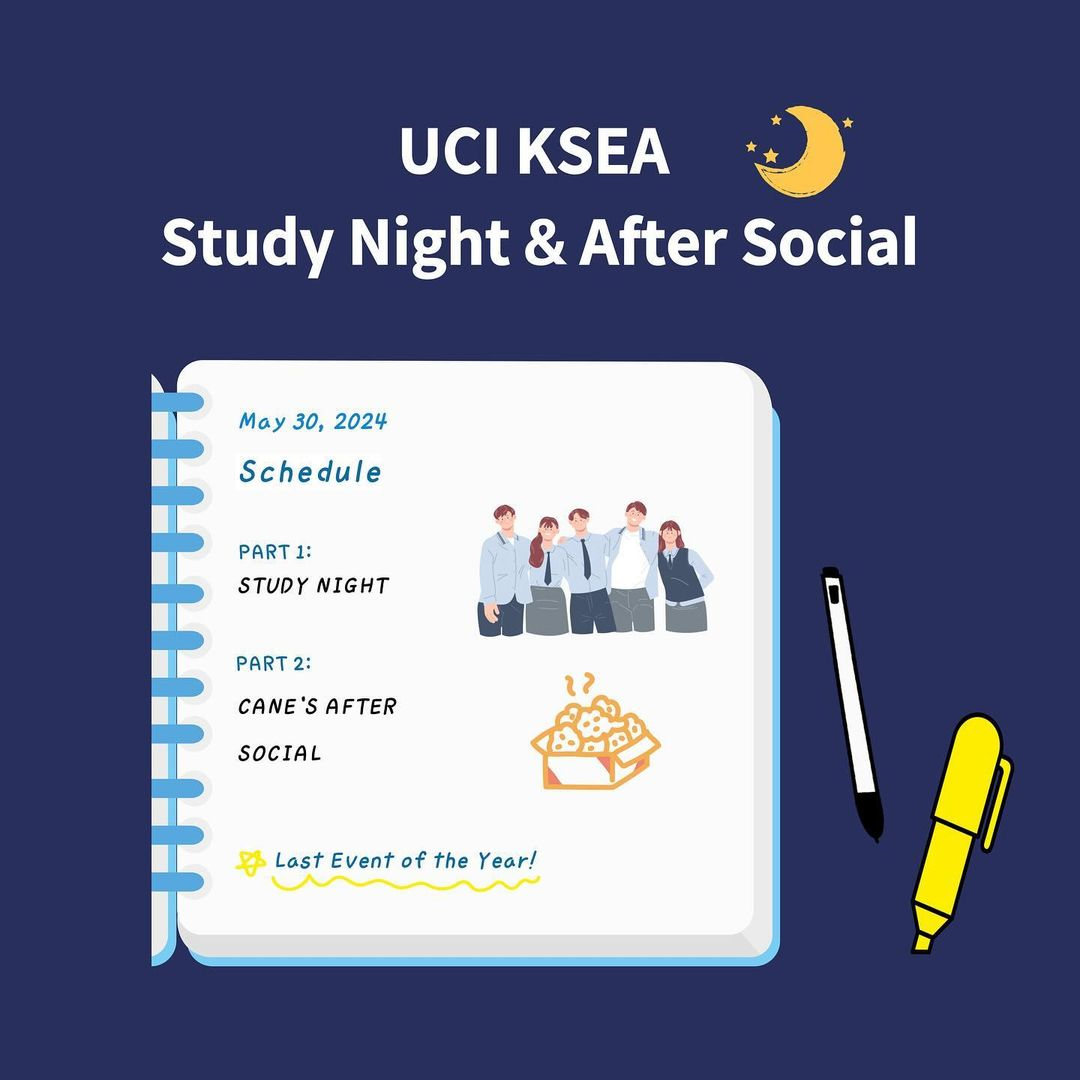 UCI KSEA
Study Night & After Social
May 30, 2024
Schedule
PART 1:
STUDY NIGHT
PART 2:
CANE'S AFTER
SOCIAL
Last Event of the Year!